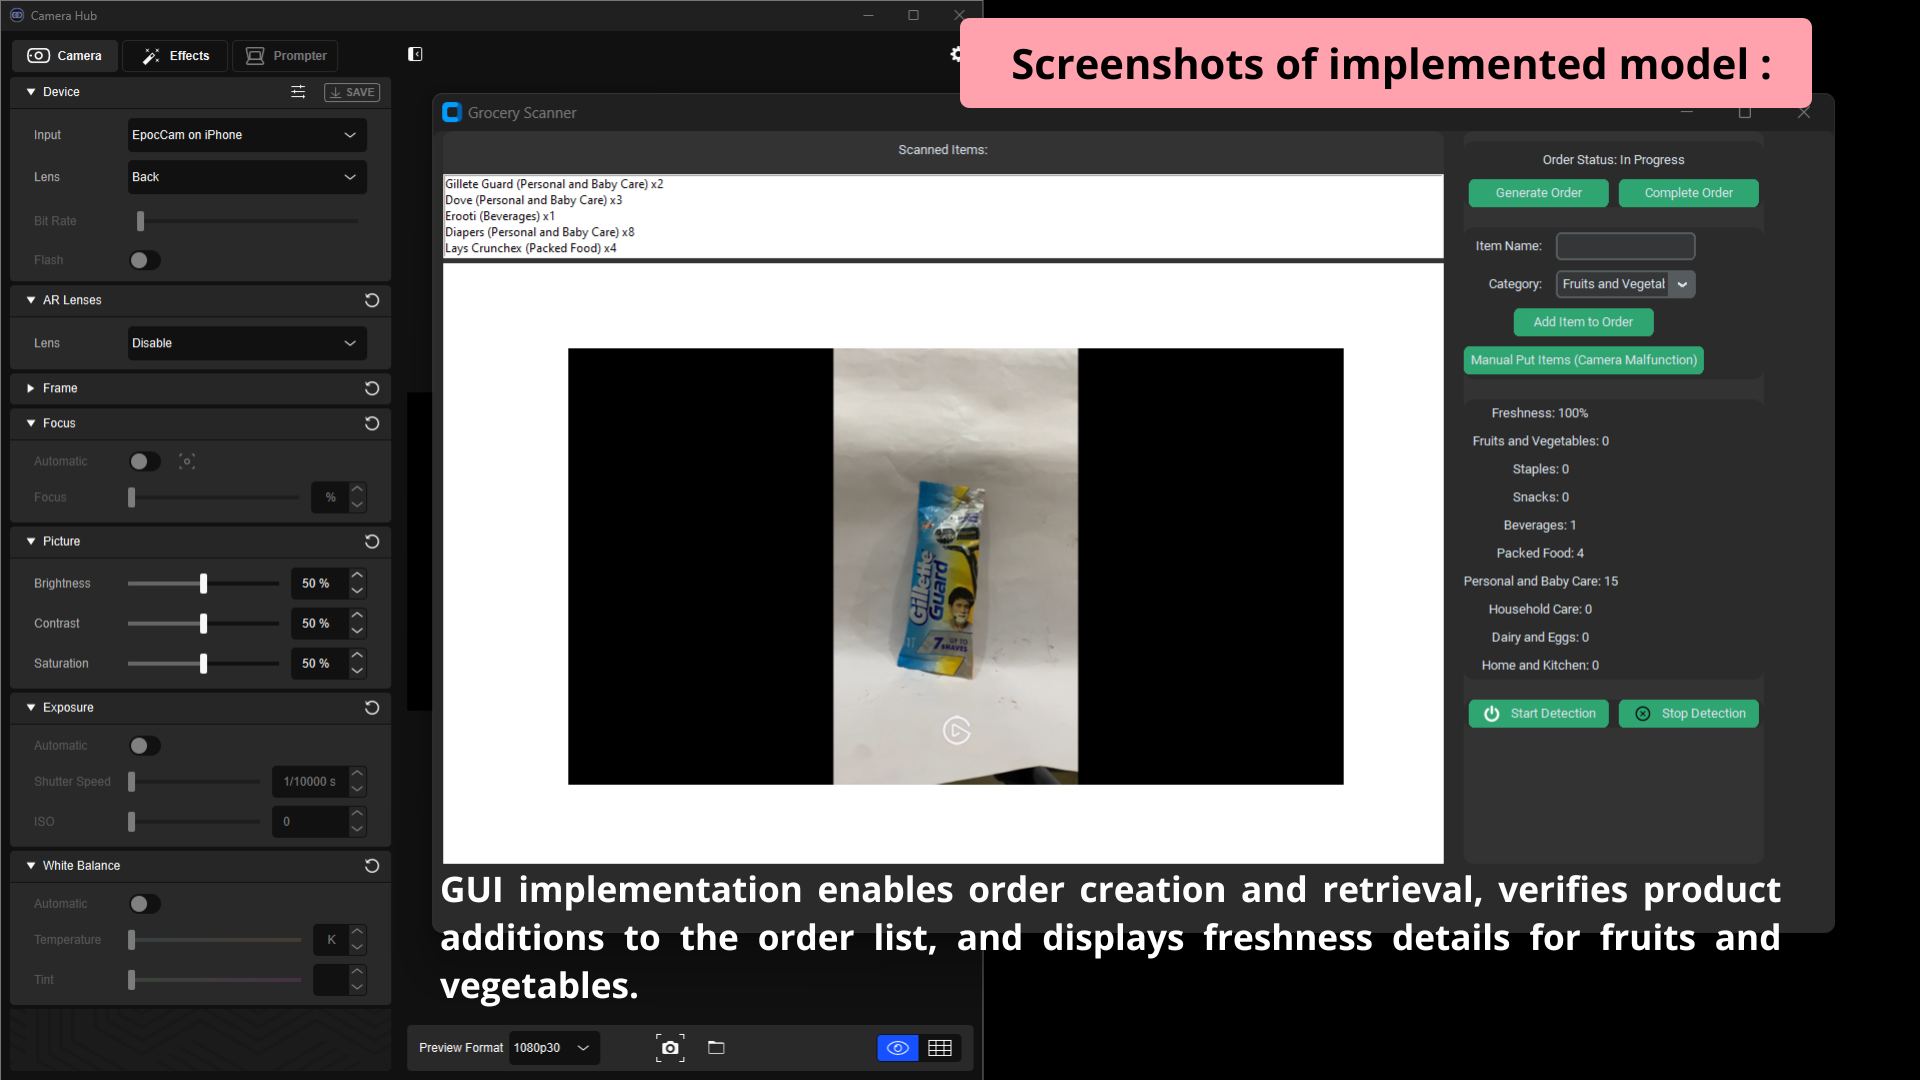 Camera Hub
Camera
Effects
Prompter
Screenshots of implemented model :
Device
SAVE
Input
EpocCam on iPhone
Lens
Back
Bit Rate
Flash
AR Lenses
Lens
Disable
Frame
Focus
Automatic
Focus
%
Picture
Brightness
50 %
Contrast
50 %
Saturation
50 %
Exposure
Automatic
Shutter Speed
1/10000 s
ISO
0
White Balance
Automatic
Temperature
K
Tint
Grocery Scanner
Scanned Items:
Gillete Guard (Personal and Baby Care) x2
Dove (Personal and Baby Care) x3
Erooti (Beverages) x1
Diapers (Personal and Baby Care) x8
Lays Crunchex (Packed Food) x4
Gillette
Guard
7 UP TO
SHAVES
Order Status: In Progress
Generate Order
Complete Order
Item Name:
Category:
Fruits and Vegetal
Add Item to Order
Manual Put Items (Camera Malfunction)
Freshness: 100%
Fruits and Vegetables: 0
Staples: 0
Snacks: 0
Beverages: 1
Packed Food: 4
Personal and Baby Care: 15
Household Care: 0
Dairy and Eggs: 0
Home and Kitchen: 0
Start Detection
Stop Detection
GUI implementation enables order creation and retrieval, verifies product
additions to the order list, and displays freshness details for fruits and
vegetables.
Preview Format
1080p30